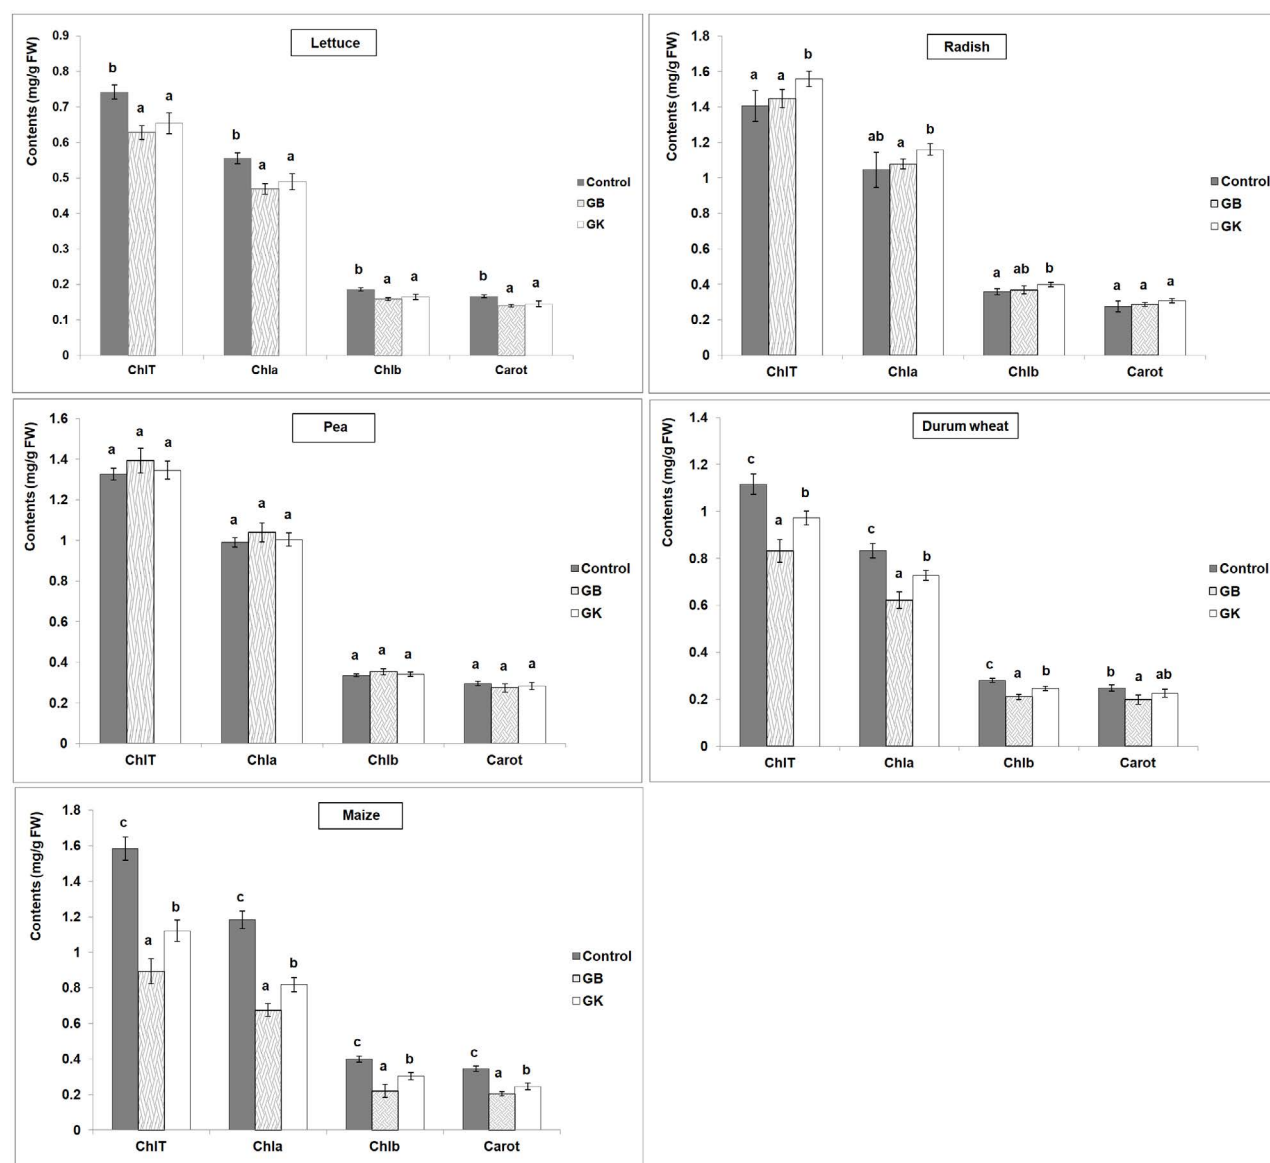 Lettuce
Contents (mg/g FW)
0.9
0.8
0.7
0.6
0.5
0.4
0.3
0.2
0.1
0
b
a
a
b
a
a
b
a
a
b
a
a
ChlT
Chla
Chlb
Carot
Control
GB
GK
Radish
Contents (mg/g FW)
1.8
1.6
1.4
1.2
1
0.8
0.6
0.4
0.2
0
a
a
b
ab
a
b
a
ab
b
a
a
a
ChlT
Chla
Chlb
Carot
Control
GB
GK
Pea
Contents (mg/g FW)
1.6
1.4
1.2
1
0.8
0.6
0.4
0.2
0
a
a
a
a
a
a
a
a
a
a
a
a
ChlT
Chla
Chlb
Carot
Control
GB
GK
Durum wheat
Contents (mg/g FW)
1.4
1.2
1
0.8
0.6
0.4
0.2
0
c
a
b
c
a
b
c
a
b
b
a
ab
ChlT
Chla
Chlb
Carot
Control
GB
GK
Maize
Contents (mg/g FW)
1.8
1.6
1.4
1.2
1
0.8
0.6
0.4
0.2
0
c
a
b
c
a
b
c
a
b
c
a
b
ChlT
Chla
Chlb
Carot
Control
GB
GK